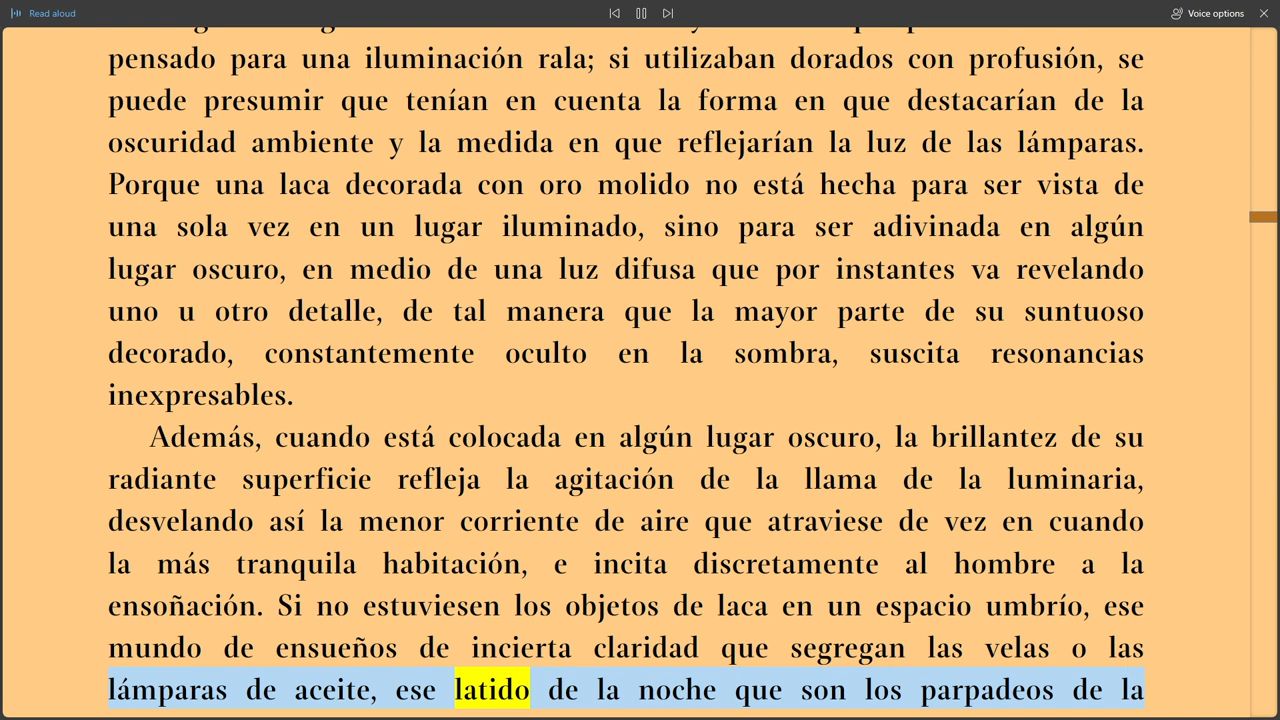 Read aloud
Voice options
pensado para una iluminación rala; si utilizaban dorados con profusión, se
puede presumir que tenían en cuenta la forma en que destacarían de la
oscuridad ambiente y la medida en que reflejarían la luz de las lámparas.
Porque una laca decorada con oro molido no está hecha para ser vista de
una sola vez en un lugar iluminado, sino para ser adivinada en algún
lugar oscuro, en medio de una luz difusa que por instantes va revelando
uno u otro detalle, de tal manera que la mayor parte de su suntuoso
decorado, constantemente oculto en la sombra, suscita resonancias
inexpresables.
Además, cuando está colocada en algún lugar oscuro, la brillantez de su
radiante superficie refleja la agitación de la llama de la luminaria,
desvelando así la menor corriente de aire que atraviese de vez en cuando
la más tranquila habitación, e incita discretamente al hombre a la
ensoñación. Si no estuviesen los objetos de laca en un espacio umbrío, ese
mundo de ensueños de incierta claridad que segregan las velas o las
lámparas de aceite, ese latido de la noche que son los parpadeos de la